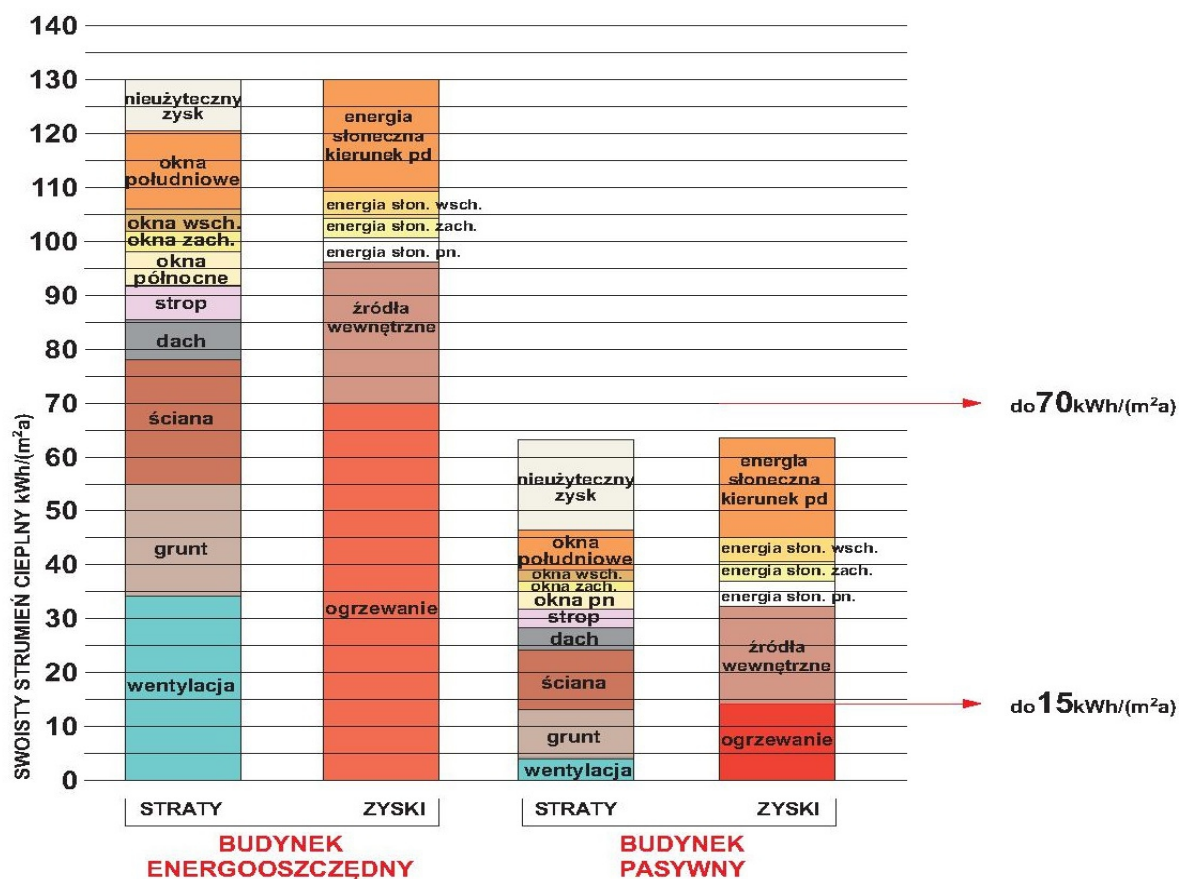 SWOISTY STRUMIEŃ CIEPLNY kWh/(m²a)
140
130
120
110
100
90
80
70
60
50
40
30
20
10
0
nieużyteczny
zysk
okna
południowe
okna wsch.
okna zach.
okna
północne
strop
dach
ściana
grunt
wentylacja
energia
słoneczna
kierunek pd
energia słon. wsch.
energia słon. zach.
energia słon. pn.
źródła
wewnętrzne
ogrzewanie
nieużyteczny
zysk
okna
południowe
okna wsch.
okna zach.
okna pn
strop
dach
ściana
grunt
wentylacja
energia
słoneczna
kierunek pd
energia słon. wsch.
energia słon. zach.
energia słon. pn.
źródła
wewnętrzne
ogrzewanie
do 70kWh/(m²a)
do 15kWh/(m²a)
STRATY
ZYSKI
STRATY
ZYSKI
BUDYNEK
ENERGOOSZCZĘDNY
BUDYNEK
PASYWNY